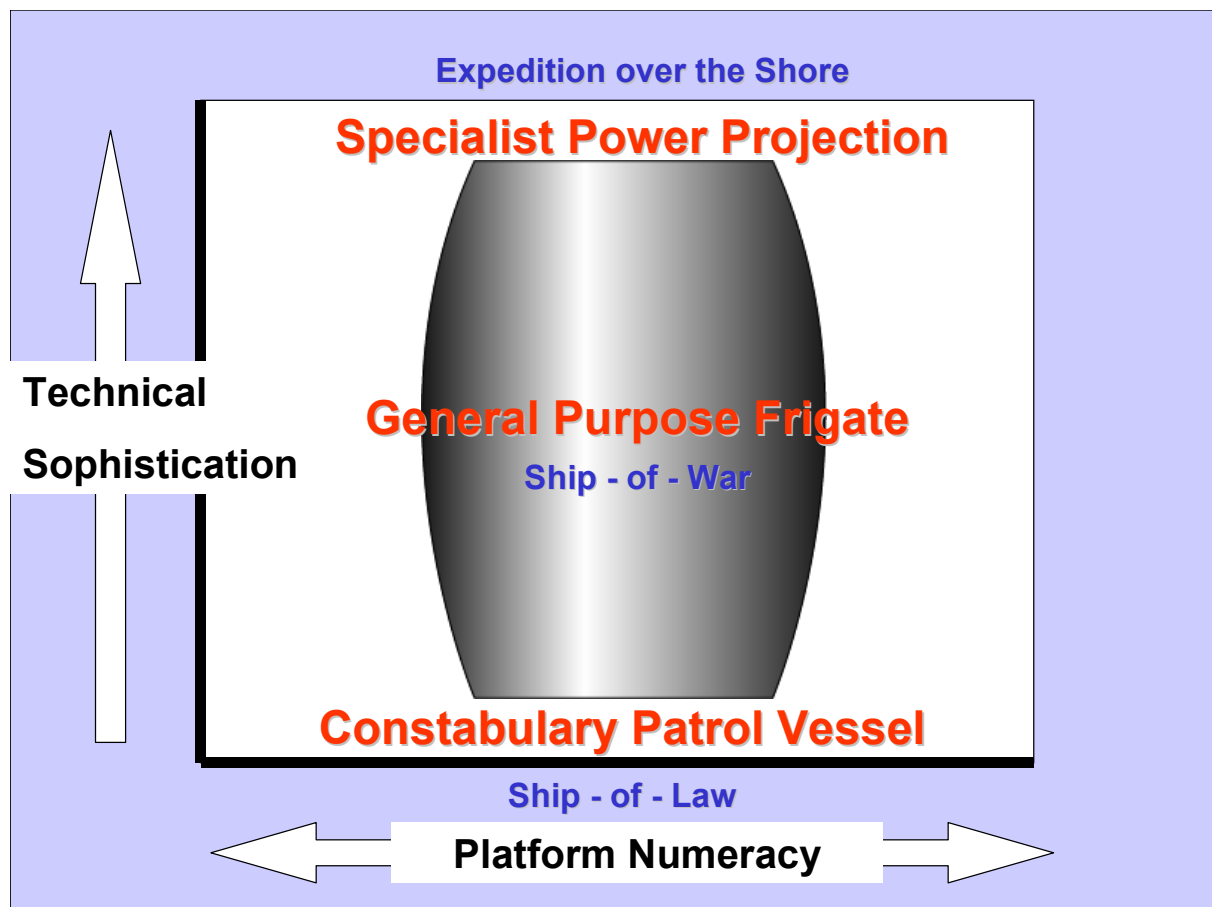 Expedition over the Shore
Specialist Power Projection
Technical
Sophistication
General Purpose Frigate
Ship - of - War
Constabulary Patrol Vessel
Ship - of - Law
Platform Numeracy